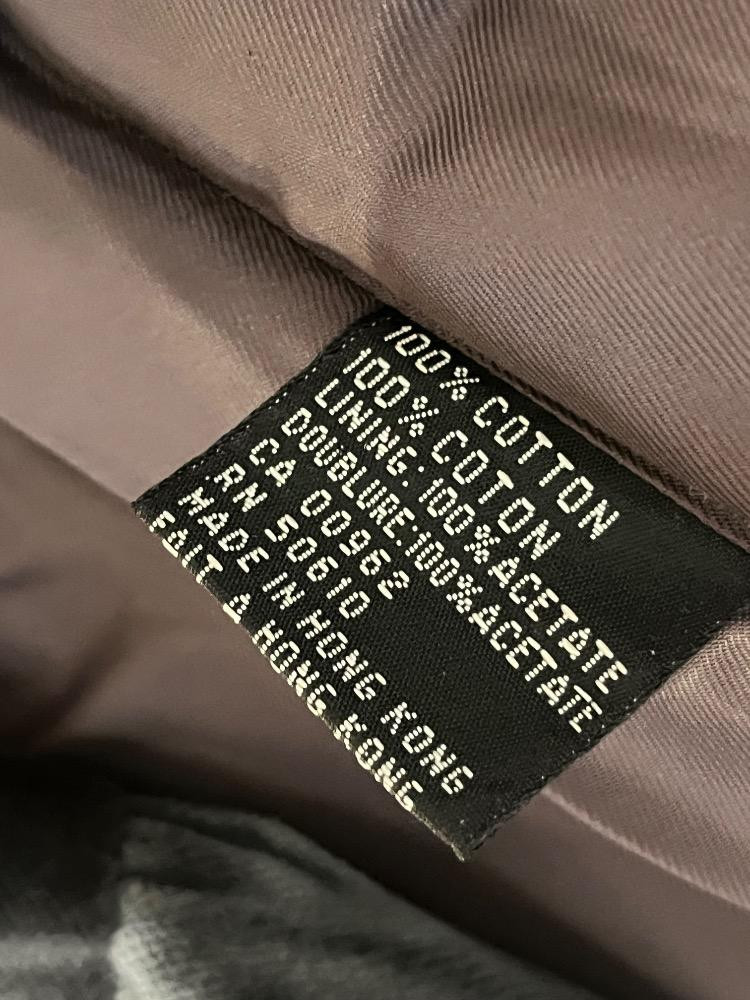 100% COTTON
100% COTON
LINING: 100% ACETATE
DOUBLURE: 100% ACETATE
CA 00962
RN 50610
MADE IN HONG KONG
FAIT A HONG KONG